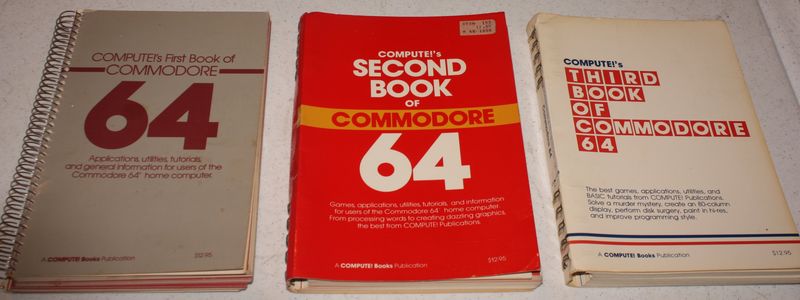 COMPUTE!'s First Book of
COMMODORE
64
Applications, utilities, tutorials,
and general information for users of the
Commodore 64 home computer.
A COMPUTE! Books Publication
$12.95
COMPUTE!'s
SECOND
BOOK
OF
COMMODORE
64
Games, applications, utilities, tutorials, and information
for users of the Commodore 64 home computer.
From processing words to creating dazzling graphics,
the best from COMPUTE! Publications.
A COMPUTE! Books Publication
$12.95
COMPUTE!'s
THIRD
BOOK
OF
COMMODORE
64
The best games, applications, utilities, and
BASIC tutorials from COMPUTE! Publications.
Solve a murder mystery, create an 80-column
display, perform disk surgery, paint in hi-res,
and improve programming style.
A COMPUTE! Books Publication
$12.95